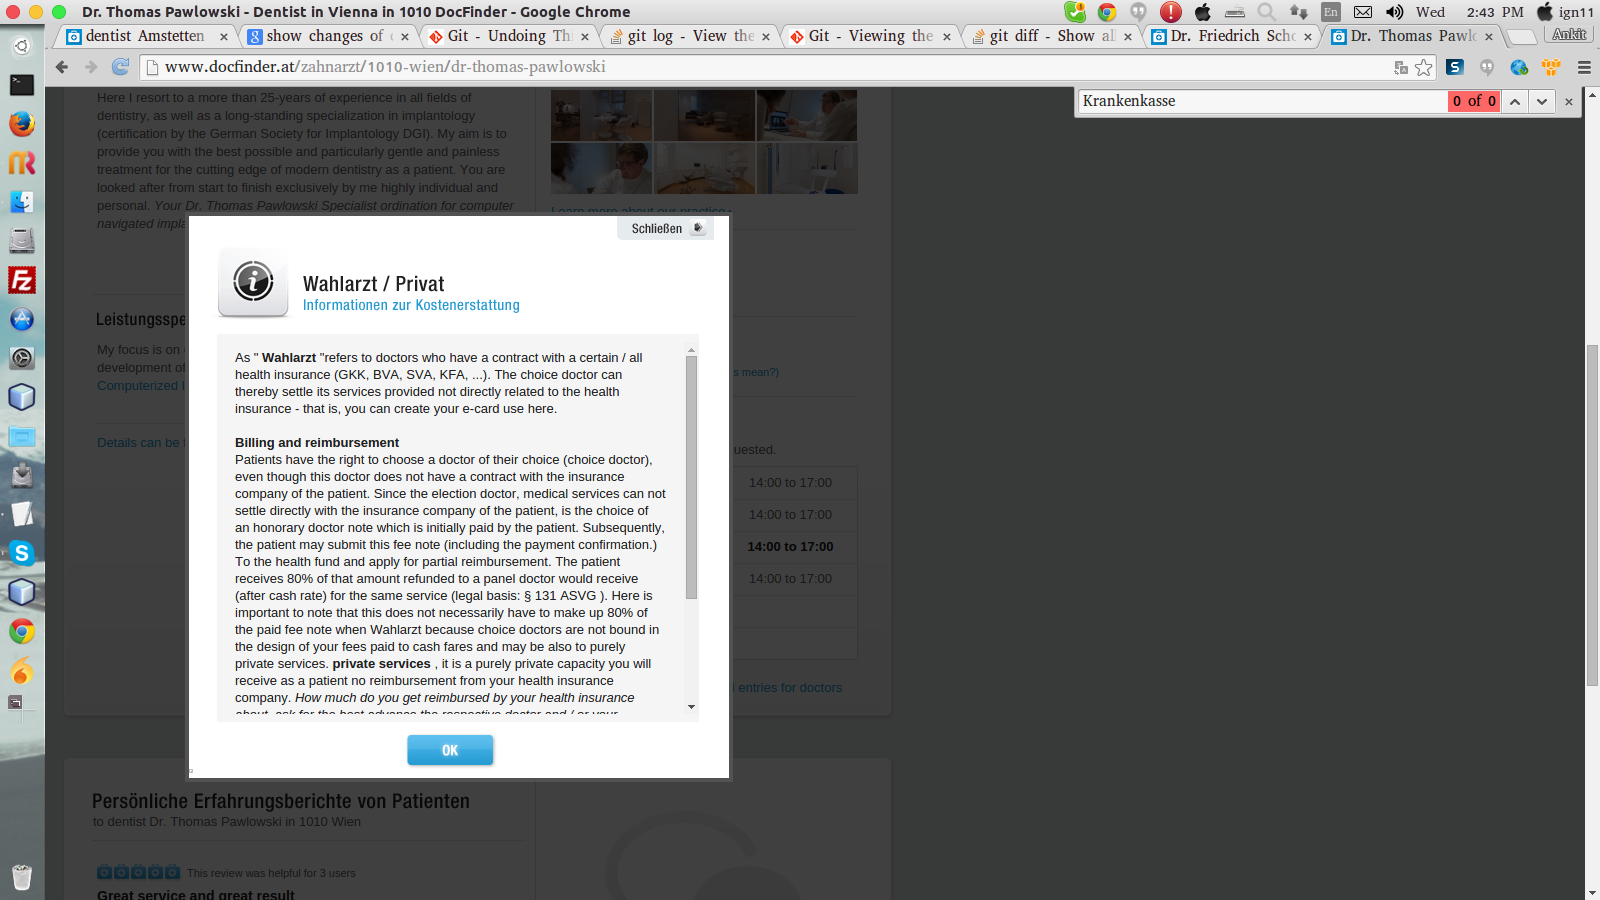 Dr. Thomas Pawlowski - Dentist in Vienna in 1010 DocFinder - Google Chrome
En
Wed
2:43 PM
ign11
dentist Amstetten
show changes of
Git - Undoing Thi
git log - View the
Git - Viewing the
git diff - Show all
Dr. Friedrich Scho
Dr. Thomas Pawlo
Ankit
www.docfinder.at/zahnarzt/1010-wien/dr-thomas-pawlowski
Krankenkasse
0 of 0
Here I resort to a more than 25-years of experience in all fields of
dentistry, as well as a long-standing specialization in implantology
(certification by the German Society for Implantology DGI). My aim is to
provide you with the best possible and particularly gentle and painless
treatment for the cutting edge of modern dentistry as a patient. You are
looked after from start to finish exclusively by me highly individual and
personal. Your Dr. Thomas Pawlowski Specialist ordination for computer
navigated impla
Learn more about our practice
Schließen
Wahlarzt / Privat
Informationen zur Kostenerstattung
Leistungsspe
My focus is on
development of
Computerized I
Details can be f
As " Wahlarzt "refers to doctors who have a contract with a certain / all
health insurance (GKK, BVA, SVA, KFA, ...). The choice doctor can
thereby settle its services provided not directly related to the health
insurance - that is, you can create your e-card use here.
Billing and reimbursement
Patients have the right to choose a doctor of their choice (choice doctor),
even though this doctor does not have a contract with the insurance
company of the patient. Since the election doctor, medical services can not
settle directly with the insurance company of the patient, is the choice of
an honorary doctor note which is initially paid by the patient. Subsequently,
the patient may submit this fee note (including the payment confirmation.)
To the health fund and apply for partial reimbursement. The patient
receives 80% of that amount refunded to a panel doctor would receive
(after cash rate) for the same service (legal basis: § 131 ASVG ). Here is
important to note that this does not necessarily have to make up 80% of
the paid fee note when Wahlarzt because choice doctors are not bound in
the design of your fees paid to cash fares and may be also to purely
private services. private services , it is a purely private capacity you will
receive as a patient no reimbursement from your health insurance
company. How much do you get reimbursed by your health insurance
about, ask for the best advance the respective doctor and / or your
OK
s mean?)
uested.
14:00 to 17:00
14:00 to 17:00
14:00 to 17:00
14:00 to 17:00
l entries for doctors
Persönliche Erfahrungsberichte von Patienten
to dentist Dr. Thomas Pawlowski in 1010 Wien
This review was helpful for 3 users
Great service and great result